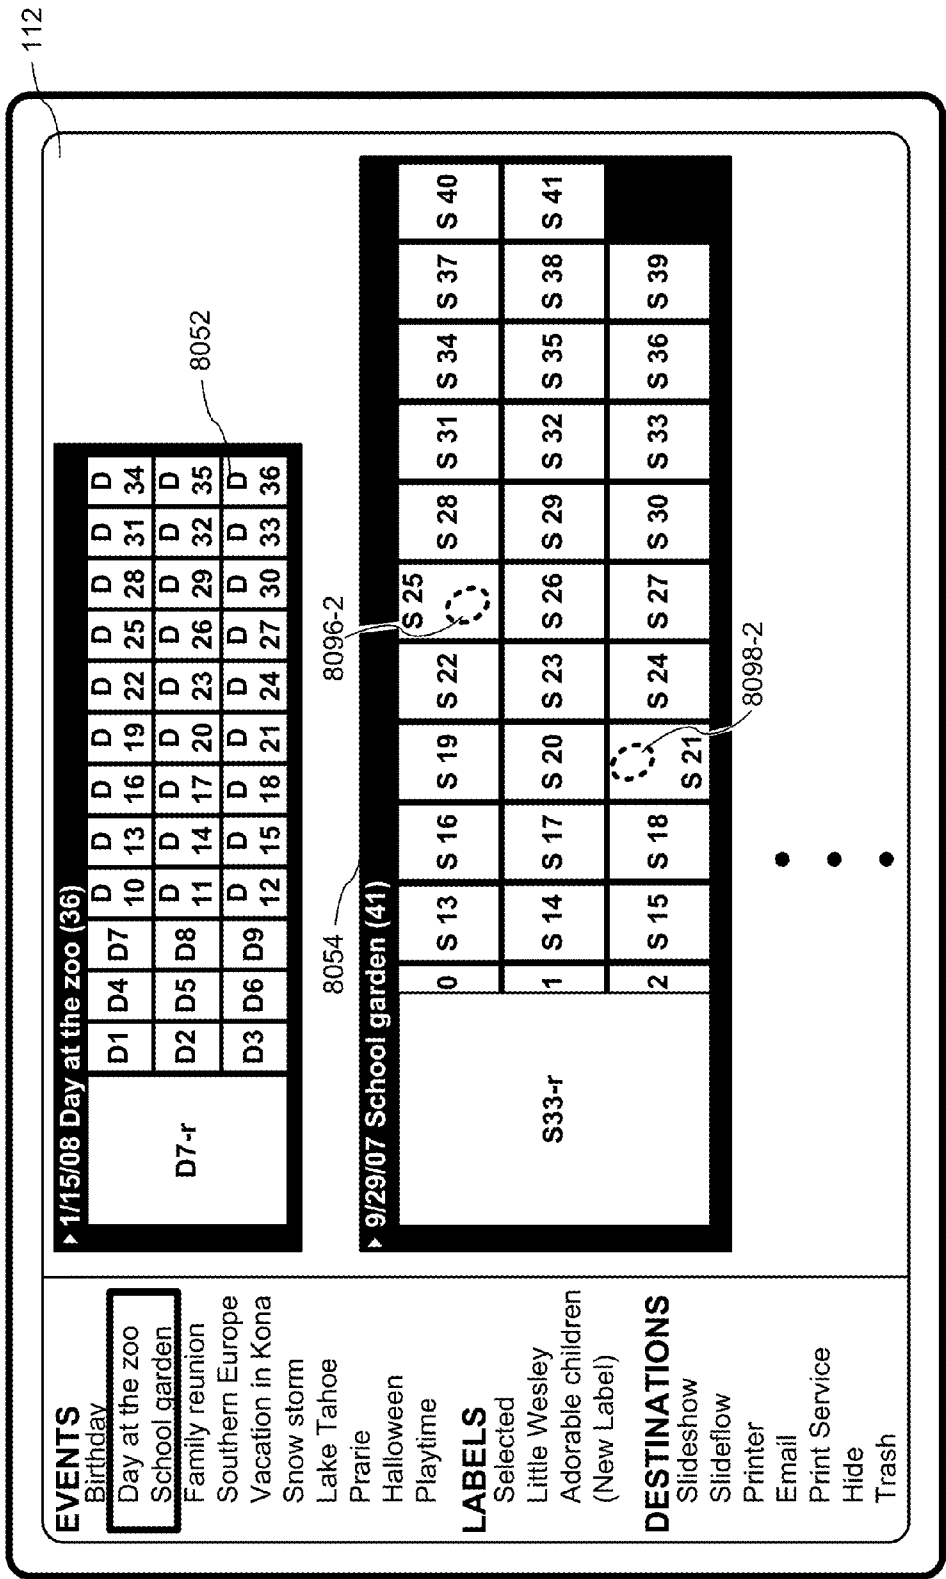 112
EVENTS
Birthday
Day at the zoo
School garden
Family reunion
Southern Europe
Vacation in Kona
Snow storm
Lake Tahoe
Prarie
Halloween
Playtime
LABELS
Selected
Little Wesley
Adorable children
(New Label)
DESTINATIONS
Slideshow
Slideflow
Printer
Email
Print Service
Hide
Trash
1/15/08 Day at the zoo (36)
D7-r
D1 D4 D7 D 10 D 13 D 16 D 19 D 22 D 25 D 28 D 31 D 34
D2 D5 D8 D 11 D 14 D 17 D 20 D 23 D 26 D 29 D 32 D 35
D3 D6 D9 D 12 D 15 D 18 D 21 D 24 D 27 D 30 D 33 D 36
8052
8054
8096-2
9/29/07 School garden (41)
S33-r
0 S 13 S 16 S 19 S 22 S 25 S 28 S 31 S 34 S 37 S 40
1 S 14 S 17 S 20 S 23 S 26 S 29 S 32 S 35 S 38 S 41
2 S 15 S 18 S 21 S 24 S 27 S 30 S 33 S 36 S 39
8098-2